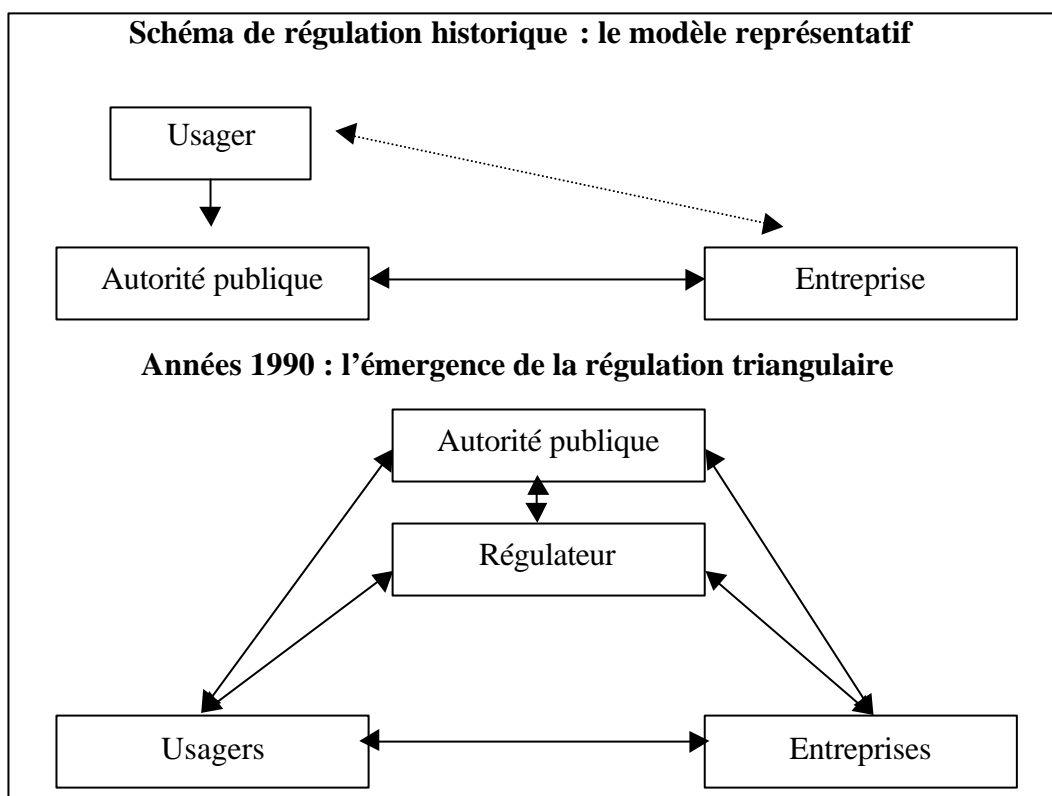 Schéma de régulation historique : le modèle représentatif
Usager
Autorité publique
Entreprise
Années 1990 : l’émergence de la régulation triangulaire
Autorité publique
Régulateur
Usagers
Entreprises